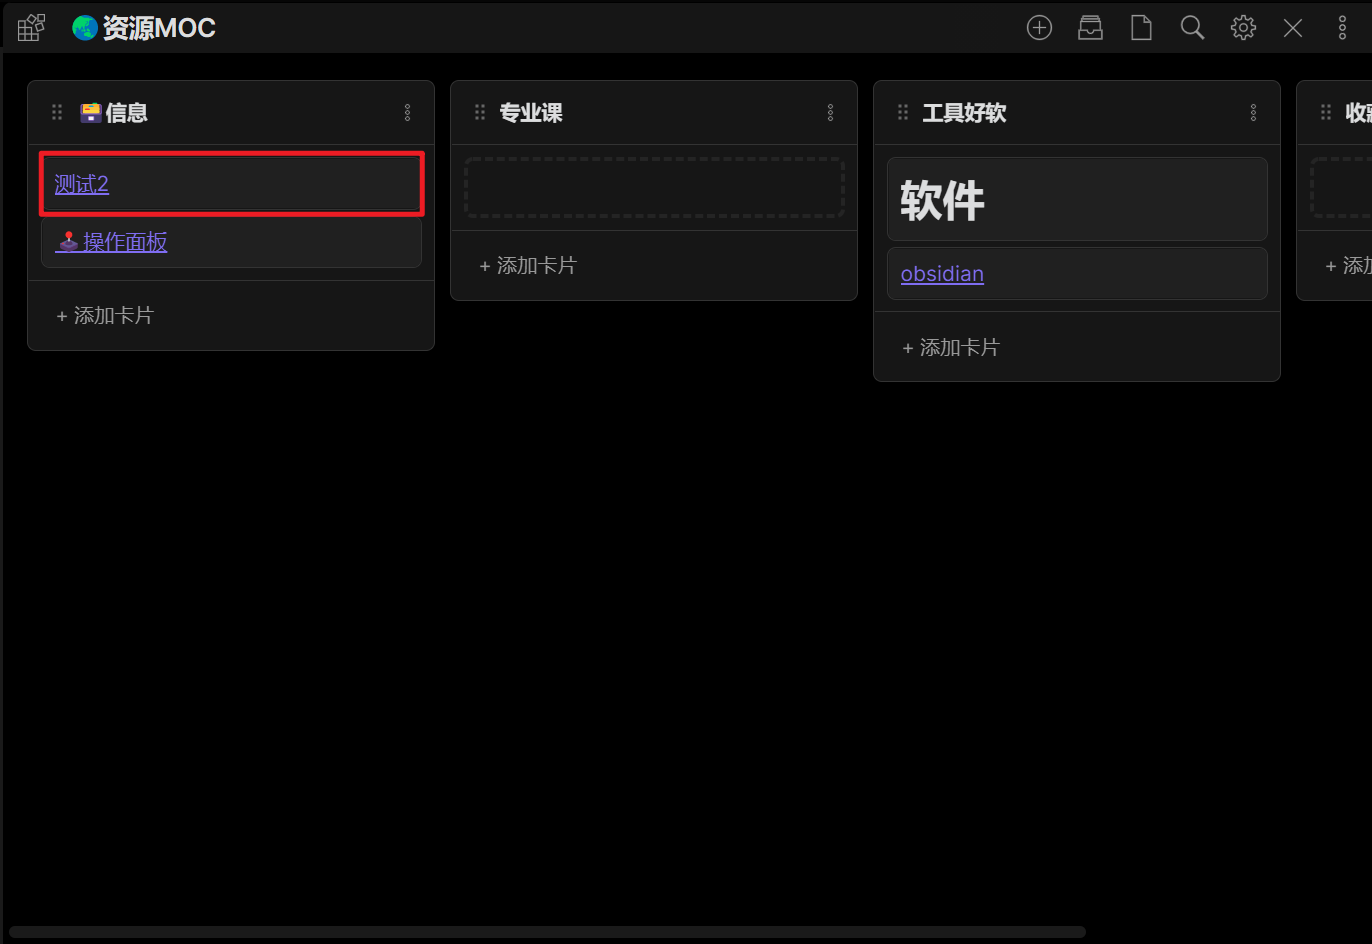 资源MOC
信息
测试2
操作面板
+ 添加卡片
专业课
+ 添加卡片
工具好软
软件
obsidian
+ 添加卡片
收
+ 添